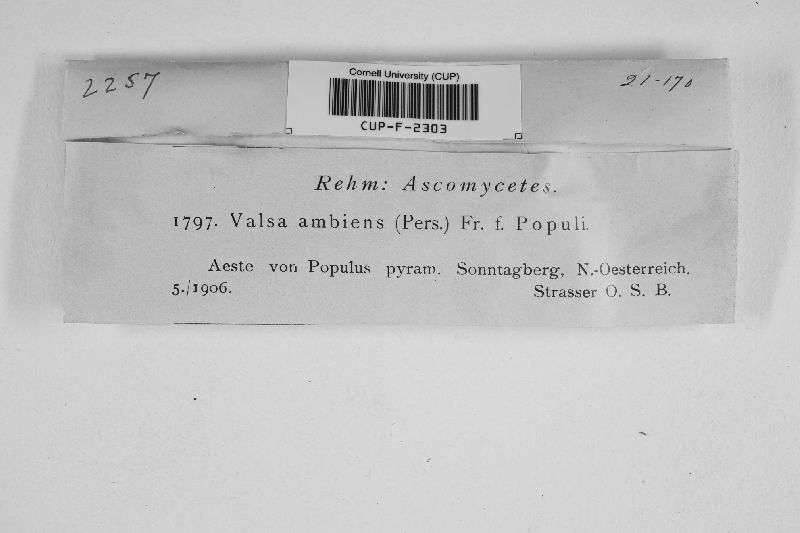 2257
Cornell University (CUP)
CUP-F-2303
21-170
Rehm: Ascomycetes.
1797. Valsa ambiens (Pers.) Fr. f. Populi.
Aeste von Populus pyram. Sonntagberg, N.-Oesterreich.
5./1906. Strasser O. S. B.